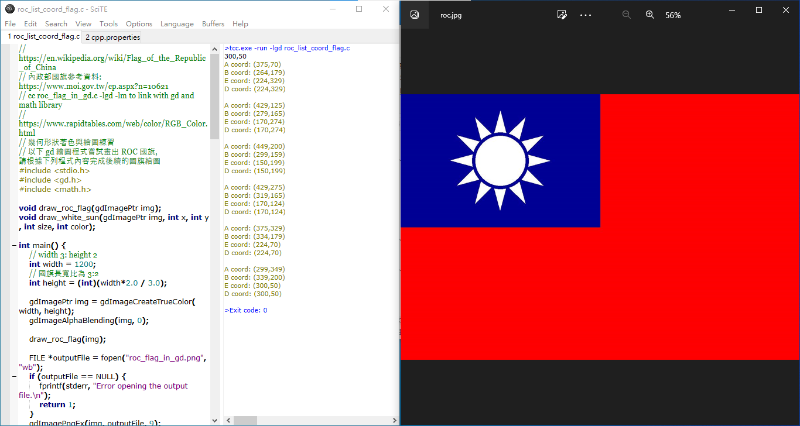 roc_list_coord_flag.c - SciTE
File Edit Search View Tools Options Language Buffers Help
1 roc_list_coord_flag.c 2 cpp.properties
//
https://en.wikipedia.org/wiki/Flag_of_the_Republic
_of_China
// 內政部國旗參考資料:
https://www.moi.gov.tw/cp.aspx?n=10621
// cc roc_flag_in_gd.c -lgd -lm to link with gd and
math library
//
https://www.rapidtables.com/web/color/RGB_Color.
html
// 幾何形狀著色與繪圖練習
// 以下 gd 繪圖程式嘗試畫出 ROC 國旗,
請根據下列程式內容完成後續的國旗繪圖
#include <stdio.h>
#include <gd.h>
#include <math.h>
void draw_roc_flag(gdImagePtr img);
void draw_white_sun(gdImagePtr img, int x, int y
, int size, int color);
int main() {
// width 3: height 2
int width = 1200;
// 國旗長寬比為 3:2
int height = (int)(width*2.0 / 3.0);
gdImagePtr img = gdImageCreateTrueColor(
width, height);
gdImageAlphaBlending(img, 0);
draw_roc_flag(img);
FILE *outputFile = fopen("roc_flag_in_gd.png",
"wb");
if (outputFile == NULL) {
fprintf(stderr, "Error opening the output
file.\n");
return 1;
}
gdImagePngEx(img, outputFile, 9);
>tcc.exe -run -lgd roc_list_coord_flag.c
300,50
A coord: (375,70)
B coord: (264,179)
E coord: (224,329)
D coord: (224,329)
A coord: (429,125)
B coord: (279,165)
E coord: (170,274)
D coord: (170,274)
A coord: (449,200)
B coord: (299,159)
E coord: (150,199)
D coord: (150,199)
A coord: (429,275)
B coord: (319,165)
E coord: (170,124)
D coord: (170,124)
A coord: (375,329)
B coord: (334,179)
E coord: (224,70)
D coord: (224,70)
A coord: (299,349)
B coord: (339,200)
E coord: (300,50)
D coord: (300,50)
>Exit code: 0
roc.jpg
56%